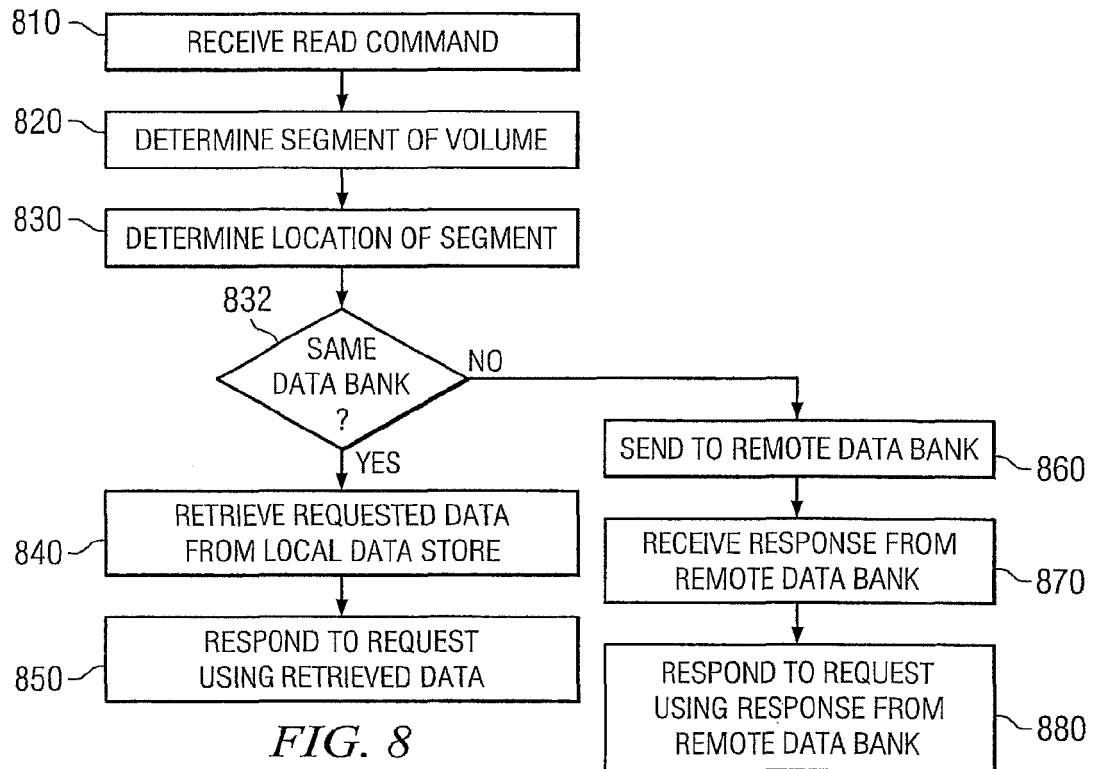 810
RECEIVE READ COMMAND
820
DETERMINE SEGMENT OF VOLUME
830
DETERMINE LOCATION OF SEGMENT
832
SAME
DATA BANK
?
NO
YES
840
RETRIEVE REQUESTED DATA
FROM LOCAL DATA STORE
850
RESPOND TO REQUEST
USING RETRIEVED DATA
SEND TO REMOTE DATA BANK
860
RECEIVE RESPONSE FROM
REMOTE DATA BANK
870
RESPOND TO REQUEST
USING RESPONSE FROM
REMOTE DATA BANK
880
FIG. 8